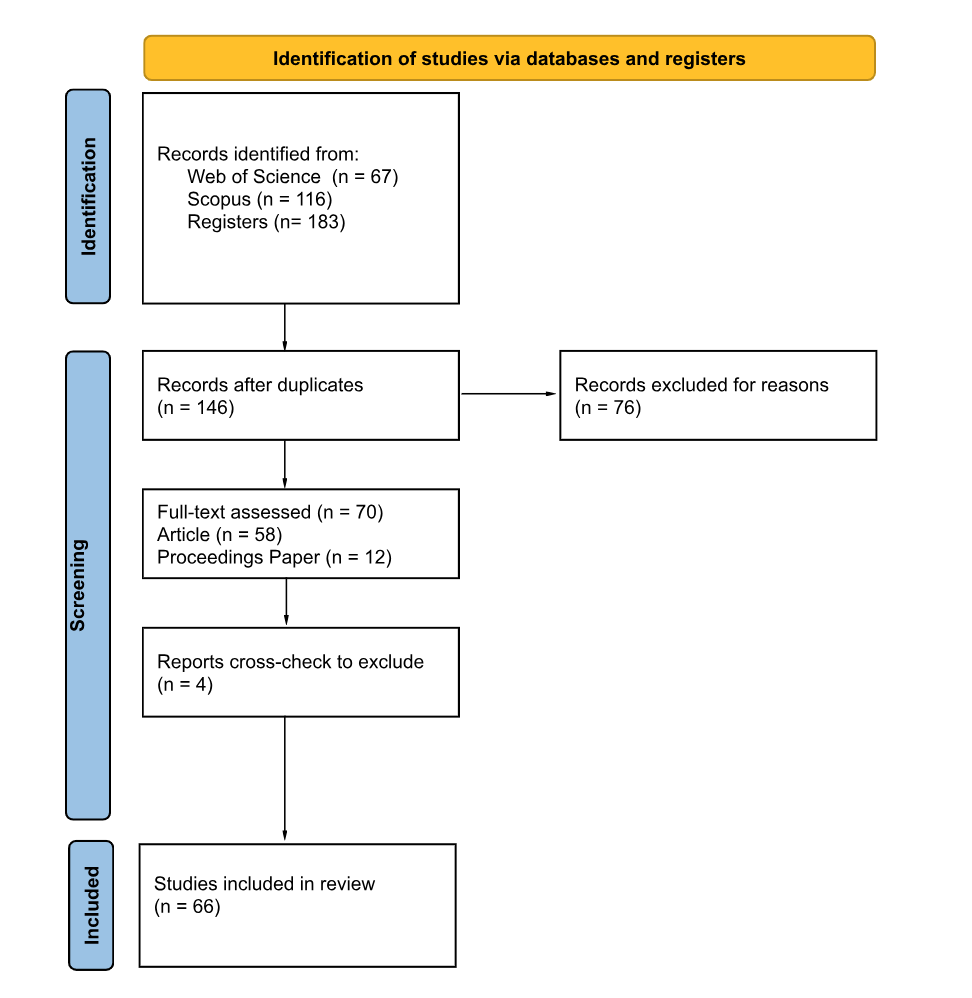 Identification of studies via databases and registers
Identification
Records identified from:
Web of Science  (n = 67)
Scopus (n = 116)
Registers (n= 183)
Screening
Records after duplicates
(n = 146)
Records excluded for reasons
(n = 76)
Full-text assessed (n = 70)
Article (n = 58)
Proceedings Paper (n = 12)
Reports cross-check to exclude
(n = 4)
Included
Studies included in review
(n = 66)